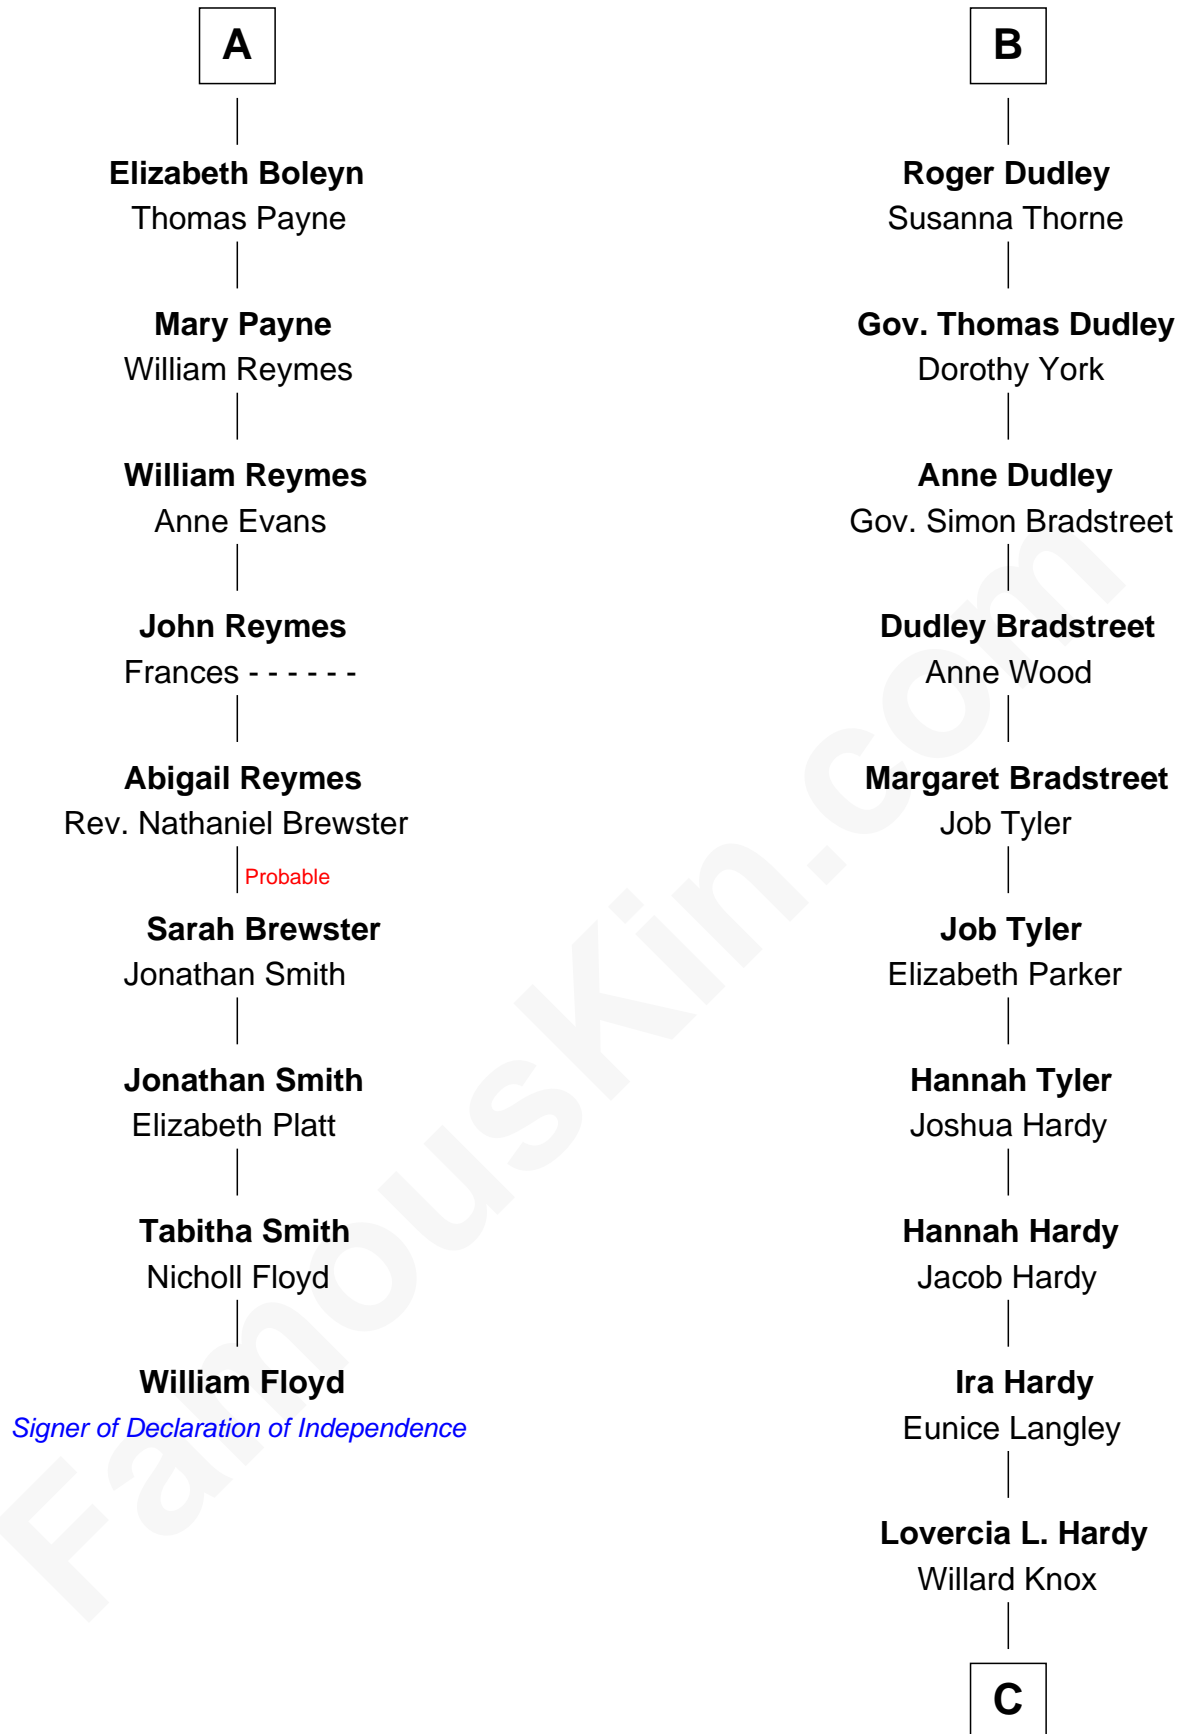 A
Elizabeth Boleyn
Thomas Payne
Mary Payne
William Reymes
William Reymes
Anne Evans
John Reymes
Frances - - - - - -
Abigail Reymes
Rev. Nathaniel Brewster
Probable
Sarah Brewster
Jonathan Smith
Jonathan Smith
Elizabeth Platt
Tabitha Smith
Nicholl Floyd
William Floyd
Signer of Declaration of Independence
B
Roger Dudley
Susanna Thorne
Gov. Thomas Dudley
Dorothy York
Anne Dudley
Gov. Simon Bradstreet
Dudley Bradstreet
Anne Wood
Margaret Bradstreet
Job Tyler
Job Tyler
Elizabeth Parker
Hannah Tyler
Joshua Hardy
Hannah Hardy
Jacob Hardy
Ira Hardy
Eunice Langley
Lovercia L. Hardy
Willard Knox
C
FamousKin.com